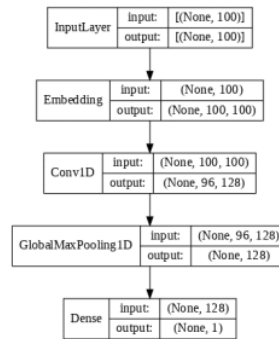 InputLayer input: [(None, 100)]
output: [(None, 100)]
Embedding input: (None, 100)
output: (None, 100, 100)
Conv1D input: (None, 100, 100)
output: (None, 96, 128)
GlobalMaxPooling1D input: (None, 96, 128)
output: (None, 128)
Dense input: (None, 128)
output: (None, 1)